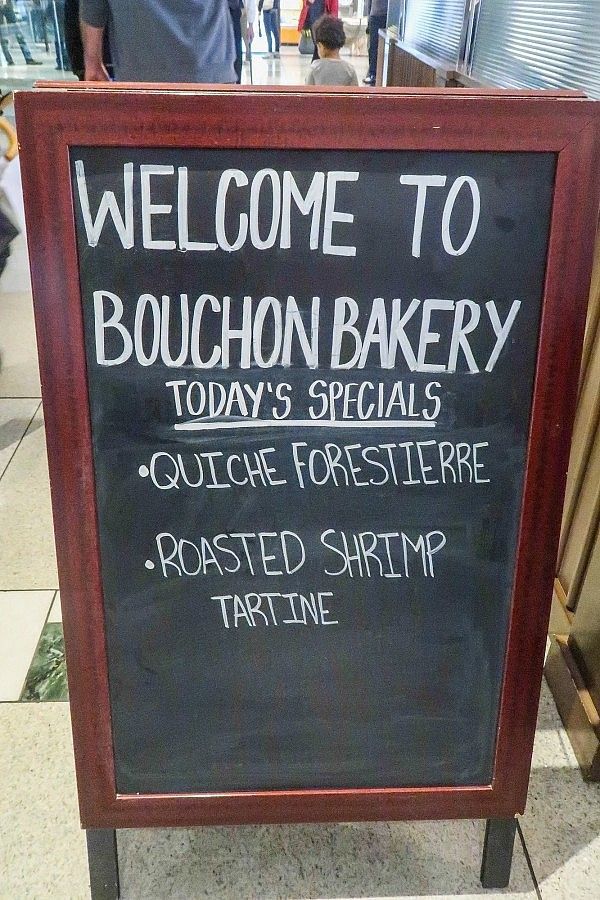 WELCOME TO
BOUCHON BAKERY
TODAY'S SPECIALS
•QUICHE FORESTIERRE
•ROASTED SHRIMP
TARTINE